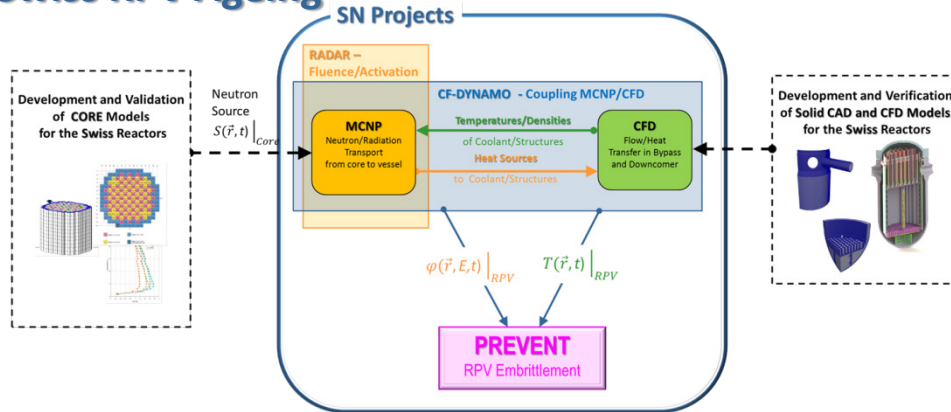 SN Projects
RADAR –
Fluence/Activation
CF-DYNAMO - Coupling MCNP/CFD
Development and Validation
of CORE Models
for the Swiss Reactors
Neutron
Source
S(r⃗,t)|Core
MCNP
Neutron/Radiation
Transport
from core to vessel
Temperatures/Densities
of Coolant/Structures
Heat Sources
to Coolant/Structures
CFD
Flow/Heat
Transfer in Bypass
and Downcomer
Development and Verification
of Solid CAD and CFD Models
for the Swiss Reactors
φ(r⃗,E,t)|RPV
T(r⃗,t)|RPV
PREVENT
RPV Embrittlement